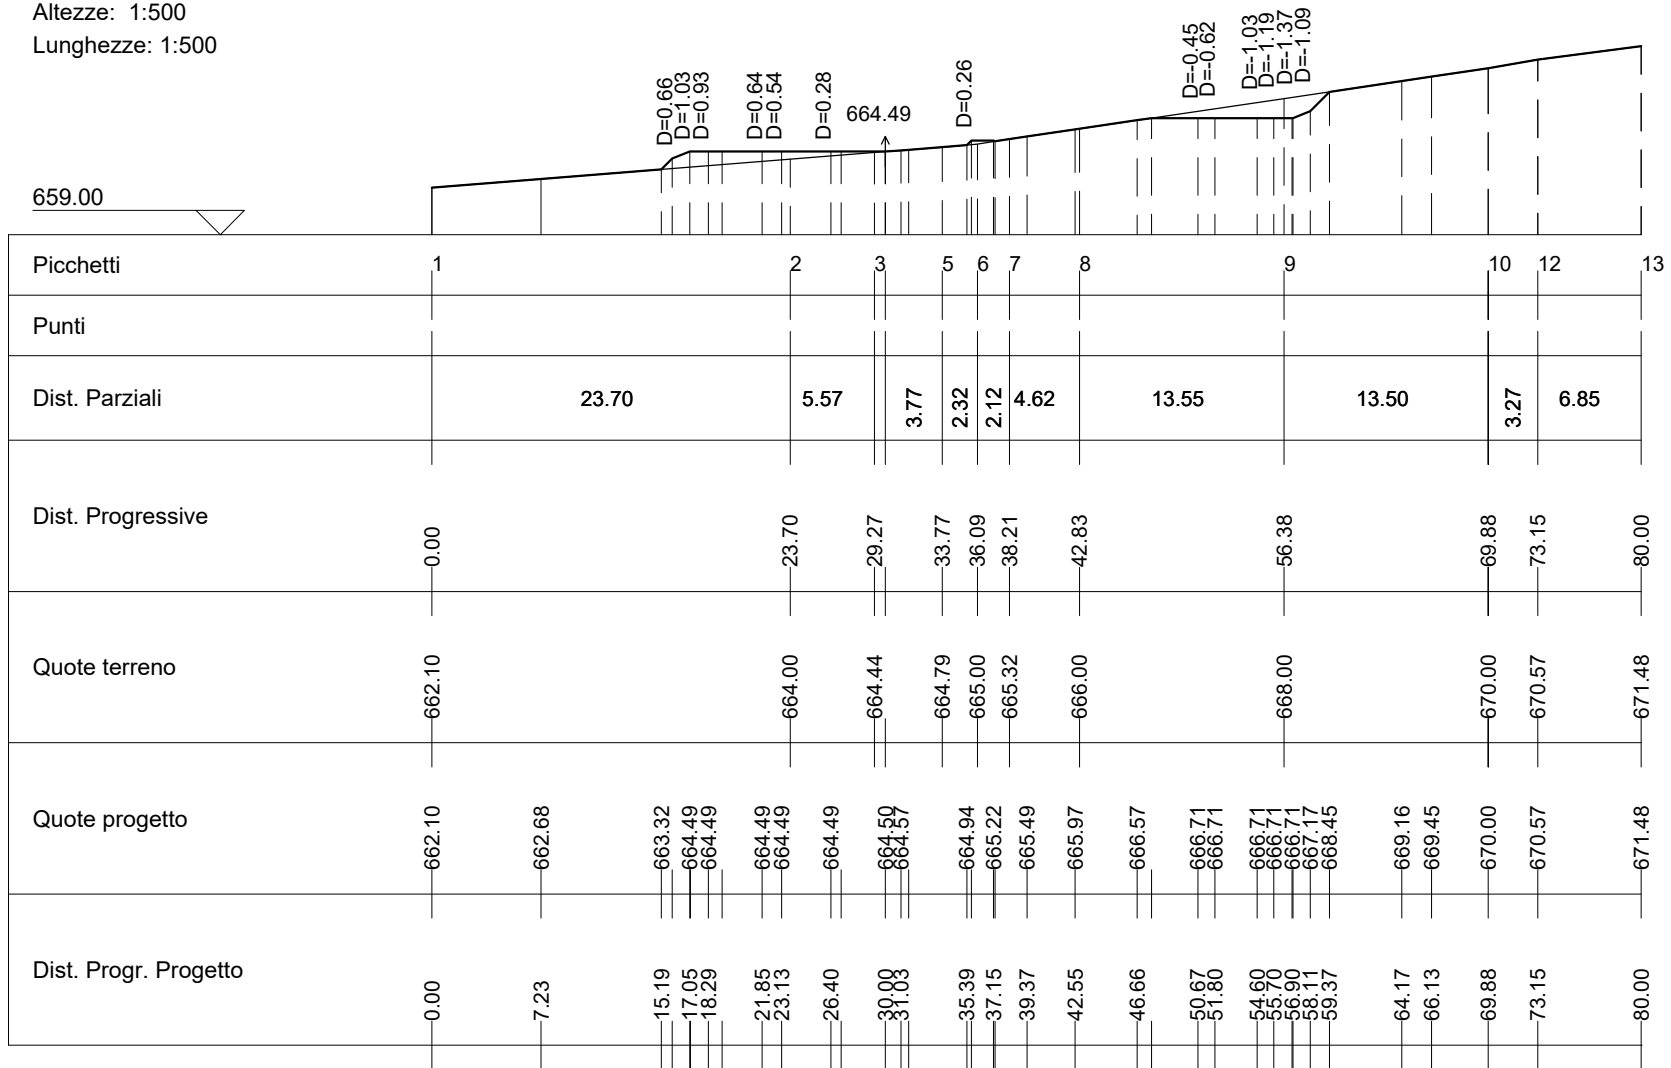 Altezze: 1:500
Lunghezze: 1:500
D=0.66 D=1.03 D=0.93 D=0.64 D=0.54 D=0.28 664.49 D=0.26 D=-0.45 D=-0.62 D=-1.03 D=-1.19 D=-1.37 D=-1.09
659.00
Picchetti 1 2 3 5 6 7 8 9 10 12 13
Punti
Dist. Parziali 23.70 5.57 3.77 2.32 2.12 4.62 13.55 13.50 3.27 6.85
Dist. Progressive 0.00 23.70 29.27 33.77 36.09 38.21 42.83 56.38 69.88 73.15 80.00
Quote terreno 662.10 664.00 664.44 664.79 665.00 665.32 666.00 668.00 670.00 670.57 671.48
Quote progetto 662.10 662.68 663.32 664.49 664.49 664.49 664.49 664.49 664.50 664.57 664.94 665.22 665.49 665.97 666.57 666.71 666.71 666.71 666.71 666.71 667.17 668.45 669.16 669.45 670.00 670.57 671.48
Dist. Progr. Progetto 0.00 7.23 15.19 17.05 18.29 21.85 23.13 26.40 30.00 31.03 35.39 37.15 39.37 42.55 46.66 50.67 51.80 54.60 55.70 56.90 58.11 59.37 64.17 66.13 69.88 73.15 80.00